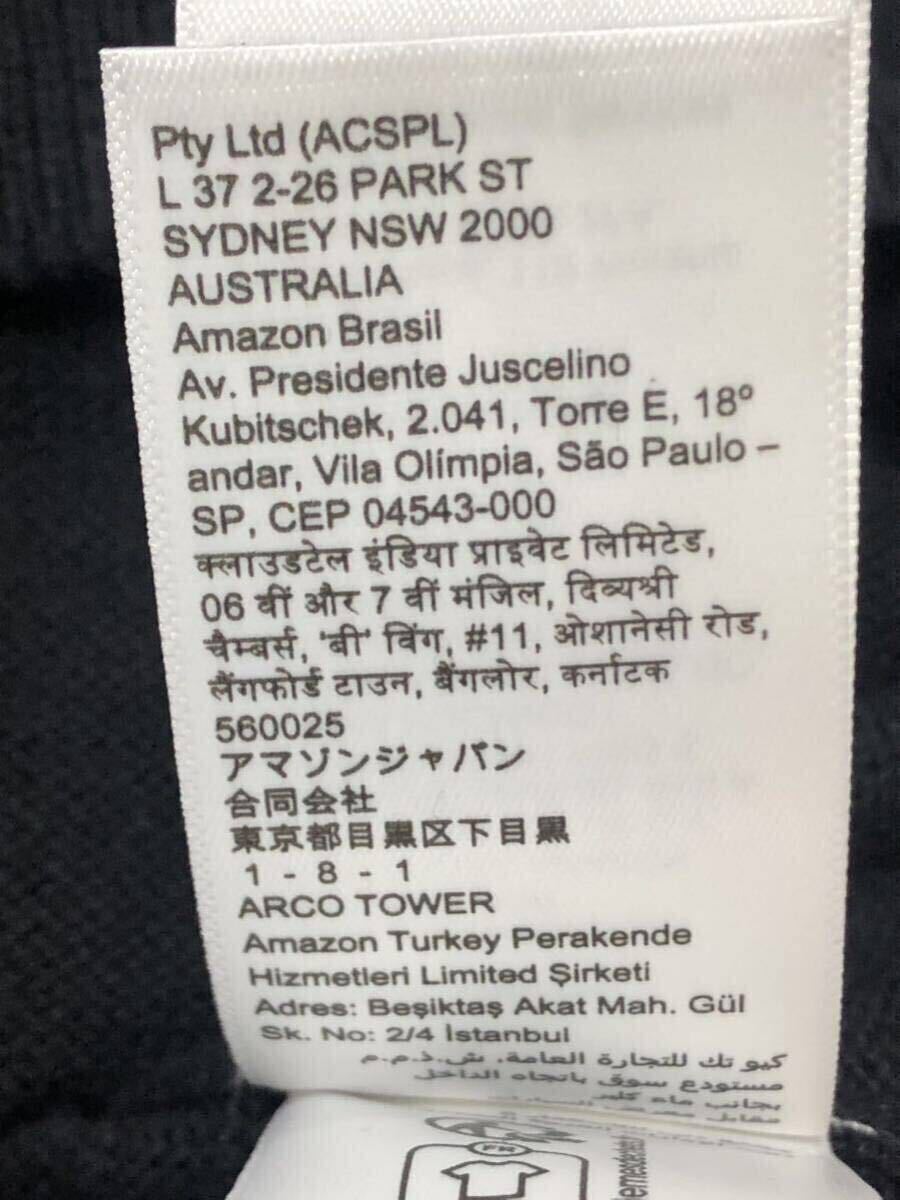 Pty Ltd (ACSPL)
L 37 2-26 PARK ST
SYDNEY NSW 2000
AUSTRALIA
Amazon Brasil
Av. Presidente Juscelino
Kubitschek, 2.041, Torre E, 18º
andar, Vila Olímpia, São Paulo –
SP, CEP 04543-000
क्लाउडटेल इंडिया प्राइवेट लिमिटेड,
06 वीं और 7 वीं मंजिल, दिव्यश्री
चैम्बर्स, 'बी' विंग, #11, ओशानेसी रोड,
लैंगफोर्ड टाउन, बैंगलोर, कर्नाटक
560025
アマゾンジャパン
合同会社
東京都目黒区下目黒
1 - 8 - 1
ARCO TOWER
Amazon Turkey Perakende
Hizmetleri Limited Şirketi
Adres: Beşiktaş Akat Mah. Gül
Sk. No: 2/4 İstanbul
كيو تك للتجارة العامة، ش.ذ.م.م
مستودع سوق باتجاه الداخل
بجانب ماه كلير
FR